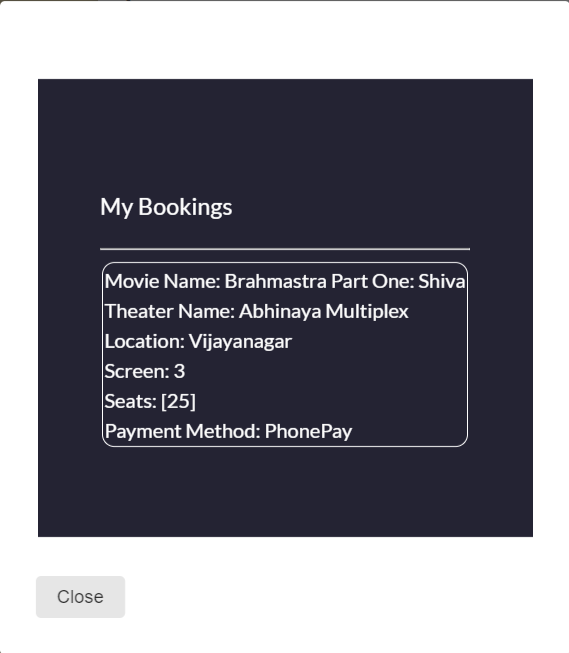 My Bookings
Movie Name: Brahmastra Part One: Shiva
Theater Name: Abhinaya Multiplex
Location: Vijayanagar
Screen: 3
Seats: [25]
Payment Method: PhonePay
Close